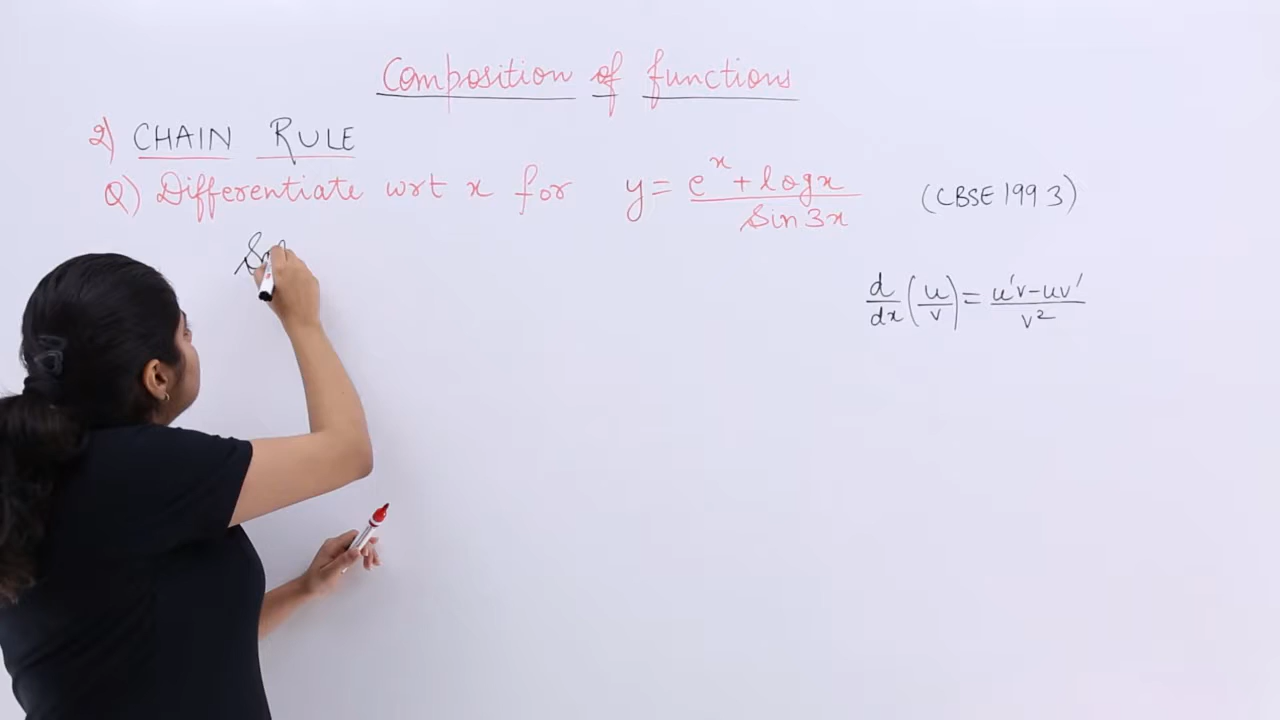 Composition of functions
2) CHAIN RULE
Q) Differentiate wrt x for y = (e^x + log x)/(sin 3x) (CBSE 1993)
d/dx (u/v) = (u'v - uv')/v²